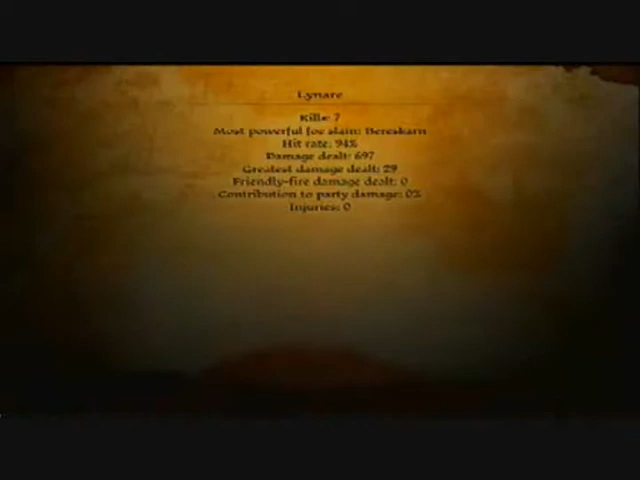 Lynare
Kills: 7
Most powerful foe slain: Bereskarn
Hit rate: 94%
Damage dealt: 697
Greatest damage dealt: 29
Friendly-fire damage dealt: 0
Contribution to party damage: 0%
Injuries: 0